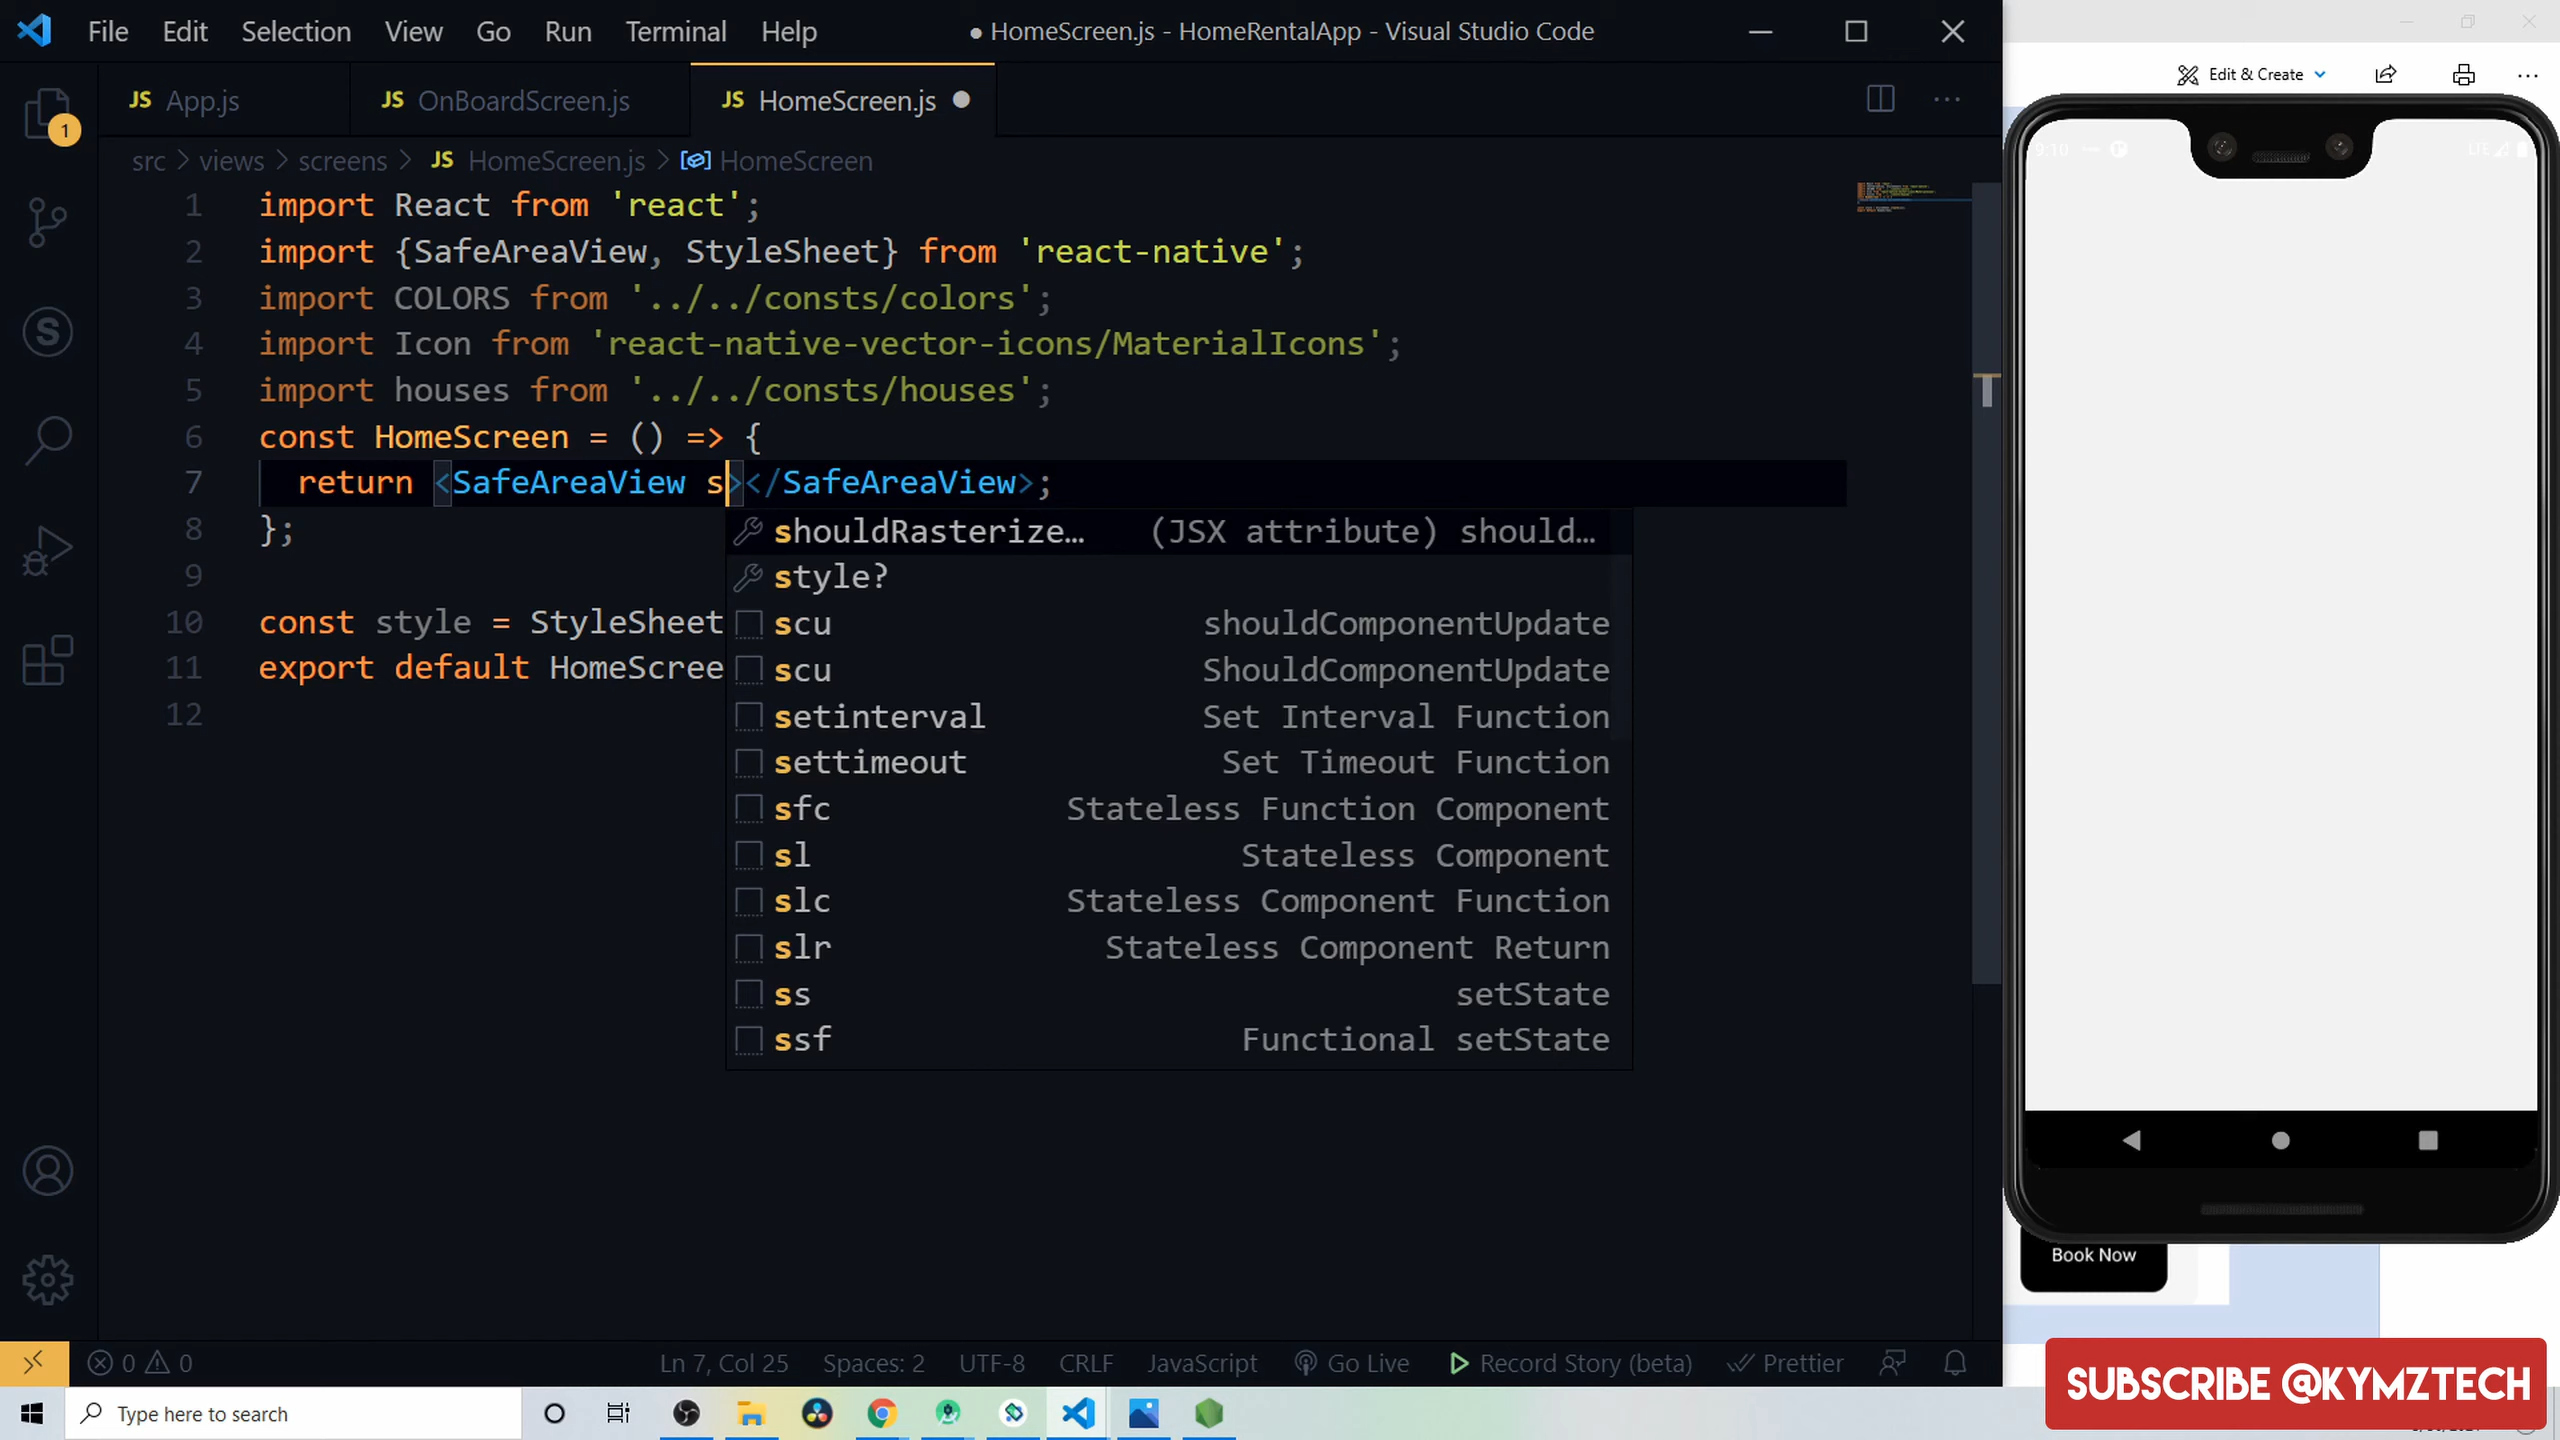 File Edit Selection View Go Run Terminal Help
● HomeScreen.js - HomeRentalApp - Visual Studio Code
Edit & Create
JS App.js
JS OnBoardScreen.js
JS HomeScreen.js
1
src > views > screens > JS HomeScreen.js > HomeScreen
9:10
LTE
1 import React from 'react';
2 import {SafeAreaView, StyleSheet} from 'react-native';
3 import COLORS from '../../consts/colors';
4 import Icon from 'react-native-vector-icons/MaterialIcons';
5 import houses from '../../consts/houses';
6 const HomeScreen = () => {
7 return <SafeAreaView s></SafeAreaView>;
8 };
9
10 const style = StyleSheet
11 export default HomeScree
12
shouldRasterize… (JSX attribute) should…
style?
scu shouldComponentUpdate
scu ShouldComponentUpdate
setinterval Set Interval Function
settimeout Set Timeout Function
sfc Stateless Function Component
sl Stateless Component
slc Stateless Component Function
slr Stateless Component Return
ss setState
ssf Functional setState
Book Now
0 0
Ln 7, Col 25 Spaces: 2 UTF-8 CRLF JavaScript Go Live Record Story (beta) Prettier
Type here to search
SUBSCRIBE @KYMZTECH